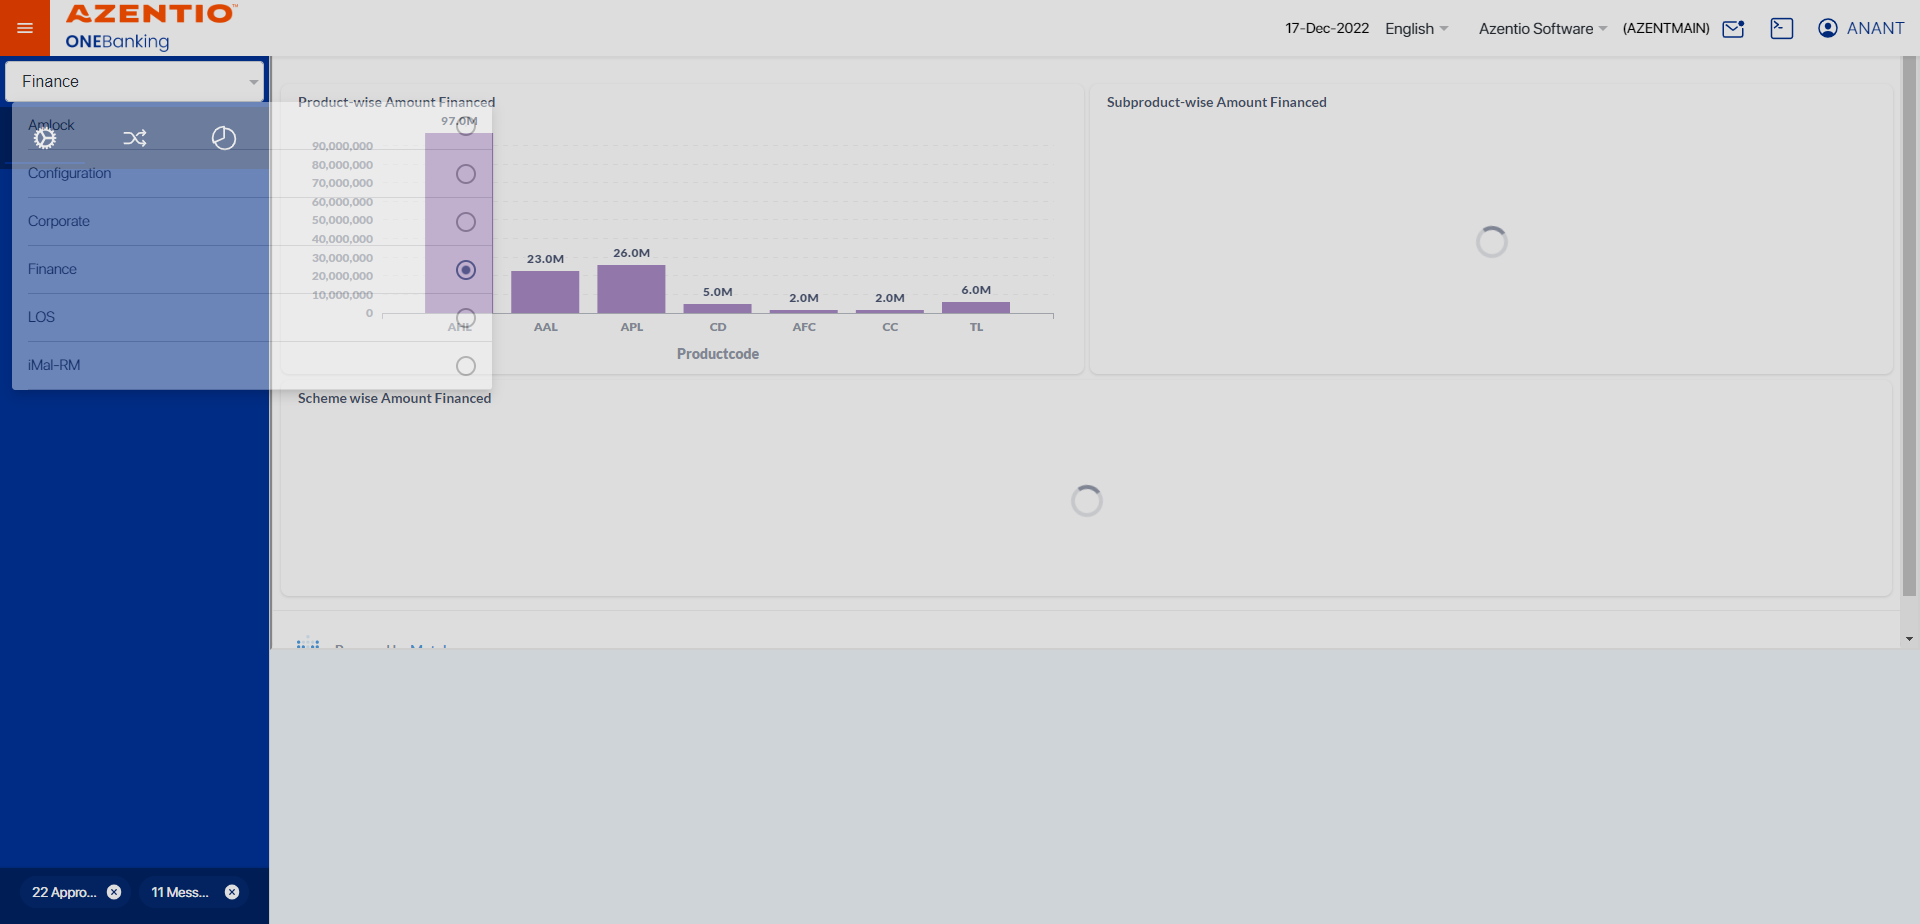 AZENTIO™
ONEBanking
17-Dec-2022 English Azentio Software (AZENTMAIN) ANANT
Finance
Amlock
Configuration
Corporate
Finance
LOS
iMal-RM
Product-wise Amount Financed
97.0M
90,000,000
80,000,000
70,000,000
60,000,000
50,000,000
40,000,000
30,000,000
20,000,000
10,000,000
0
23.0M
26.0M
5.0M
2.0M
2.0M
6.0M
AHL AAL APL CD AFC CC TL
Productcode
Subproduct-wise Amount Financed
Scheme wise Amount Financed
22 Appro...
11 Mess...